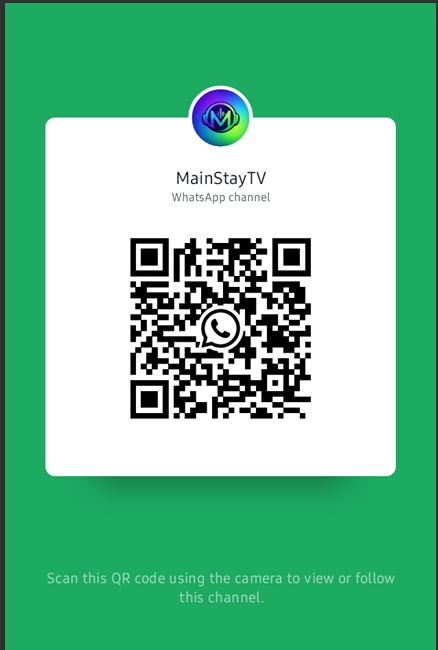 MainStayTV
WhatsApp channel
Scan this QR code using the camera to view or follow
this channel.